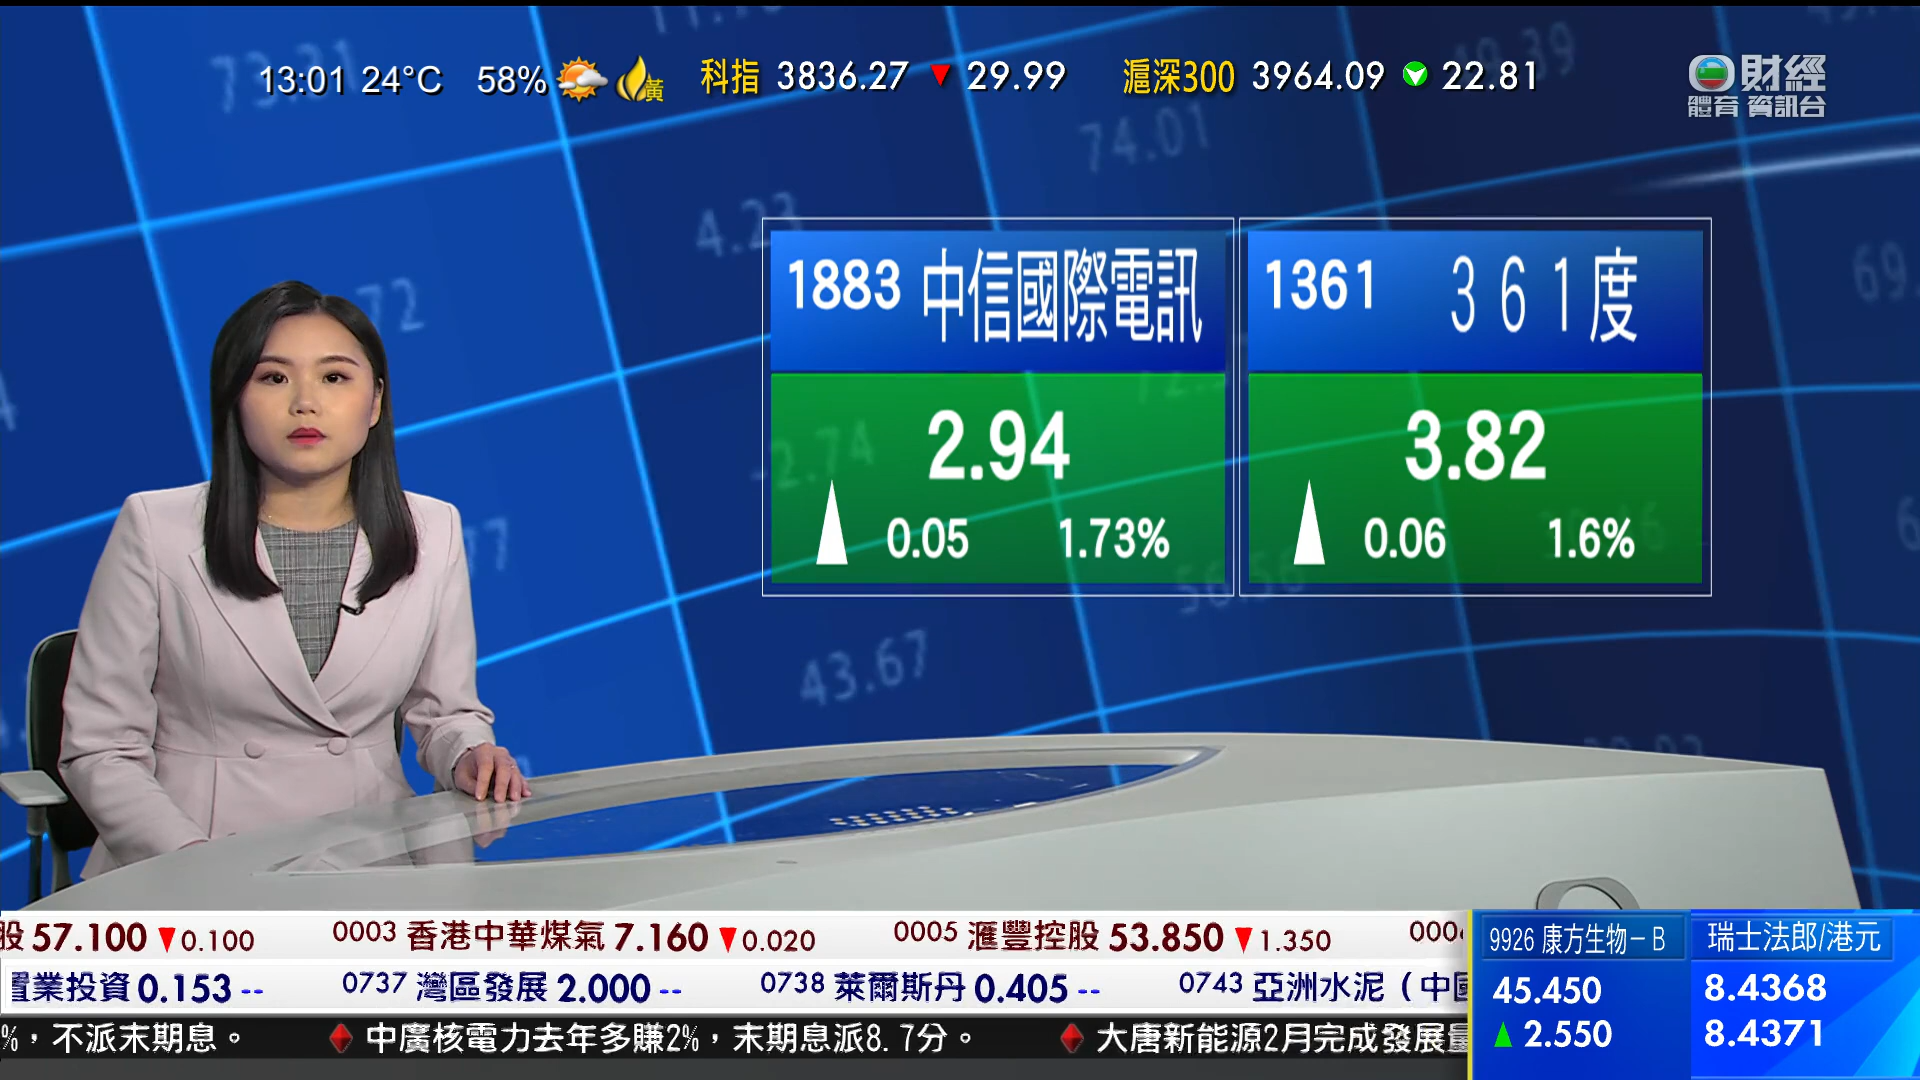 13:01 24°C 58% 黃 科指 3836.27 ▼ 29.99 滬深300 3964.09 22.81
財經
體育 資訊台
1883 中信國際電訊
2.94
0.05 1.73%
1361 361度
3.82
0.06 1.6%
股 57.100 ▼0.100 0003 香港中華煤氣 7.160 ▼0.020 0005 滙豐控股 53.850 ▼1.350 000
置業投資 0.153 -- 0737 灣區發展 2.000 -- 0738 萊爾斯丹 0.405 -- 0743 亞洲水泥（中國
%，不派末期息。 ◆ 中廣核電力去年多賺2%，末期息派8.7分。 ◆ 大唐新能源2月完成發展量
9926 康方生物－B
45.450
▲ 2.550
瑞士法郎/港元
8.4368
8.4371